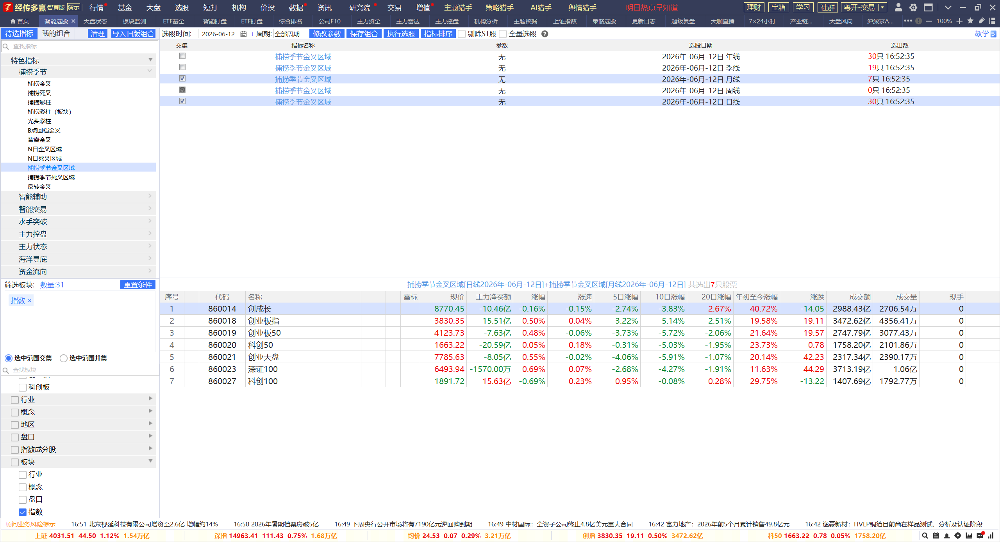 经传多赢 智尊版 演示 行情 基金 大盘 选股 短打 机构 价投 数据 资讯 研究院 交易 增值 主题猎手 策略猎手 AI猎手 舆情猎手 明日热点早知道 理财 宝箱 学习 社群 粤开-交易
首页 智能选股 × 大盘状态 板块监测 ETF基金 智能盯盘 ETF盯盘 综合排名 公司F10 主力资金 主力雷达 主力控盘 机构分析 主题挖掘 上证指数 策略选股 更新日志 超级复盘 大咖直播 7×24小时 产业链... 大盘风向 沪深京A... ••• — 100% +
待选指标 我的组合 清理 导入旧版组合 选股时间: - 2026-06-12 + 周期: 全部周期 修改参数 保存组合 执行选股 指标排序 剔除ST股 全量选股 ? 教学
查找指标
特色指标
捕捞季节
捕捞金叉
捕捞死叉
捕捞彩柱
捕捞彩柱（板块）
光头彩柱
B点回档金叉
背离金叉
N日金叉区域
N日死叉区域
捕捞季节金叉区域
捕捞季节死叉区域
反转金叉
智能辅助
智能交易
水手突破
主力控盘
主力状态
海洋寻底
资金流向
交集 指标名称 参数 选股日期 选出数
捕捞季节金叉区域 无 2026年-06月-12日 年线 30只 16:52:35
捕捞季节金叉区域 无 2026年-06月-12日 季线 19只 16:52:35
捕捞季节金叉区域 无 2026年-06月-12日 月线 7只 16:52:35
捕捞季节金叉区域 无 2026年-06月-12日 周线 0只 16:52:35
捕捞季节金叉区域 无 2026年-06月-12日 日线 30只 16:52:35
筛选板块: 数量:31 重置条件
指数 ×
选中范围交集 选中范围并集
查找板块
科创板
行业
概念
地区
盘口
指数成分股
板块
行业
概念
盘口
指数
捕捞季节金叉区域[日线2026年-06月-12日]+捕捞季节金叉区域[月线2026年-06月-12日] 共选出7只股票
序号 代码 名称 雷标 现价 主力净买额 涨幅 涨速 5日涨幅 10日涨幅 20日涨幅 年初至今涨幅 涨跌 成交额 成交量 现手
1 860014 创成长 8770.45 -10.46亿 -0.16% -0.15% -2.74% -3.83% 2.67% 40.72% -14.05 2988.43亿 2706.54万 0
2 860018 创业板指 3830.35 -15.51亿 0.50% 0.04% -3.22% -5.14% -2.51% 19.58% 19.11 3472.62亿 4356.41万 0
3 860019 创业板50 4123.73 -7.63亿 0.48% -0.06% -3.73% -5.72% -2.06% 21.64% 19.57 2747.79亿 3077.43万 0
4 860020 科创50 1663.22 -20.59亿 0.05% 0.18% -0.31% -5.03% -1.95% 23.73% 0.78 1758.20亿 2101.86万 0
5 860021 创业大盘 7785.63 -8.05亿 0.55% -0.02% -4.06% -5.91% -1.07% 20.14% 42.23 2317.34亿 2390.17万 0
6 860023 深证100 6493.94 -1570.00万 0.69% 0.07% -2.68% -4.27% -1.91% 11.63% 44.29 3713.19亿 1.06亿 0
7 860027 科创100 1891.72 15.63亿 -0.69% 0.23% 0.95% -0.08% 0.28% 29.75% -13.22 1407.69亿 1792.77万 0
顾问业务风险提示 16:51 北京视延科技有限公司增资至2.6亿 增幅约14% 16:50 2026年暑期档票房破5亿 16:49 下周央行公开市场将有7190亿元逆回购到期 16:49 中材国际：全资子公司终止4.8亿美元重大合同 16:42 富力地产：2026年前5个月累计销售49.8亿元 16:42 逸豪新材：HVLP铜箔目前尚在样品测试、分析及认证阶段
上证 4031.51 44.50 1.12% 1.54万亿 深指 14963.41 111.43 0.75% 1.68万亿 均价 24.53 0.07 0.29% 3.21万亿 创指 3830.35 19.11 0.50% 3472.62亿 科50 1663.22 0.78 0.05% 1758.20亿